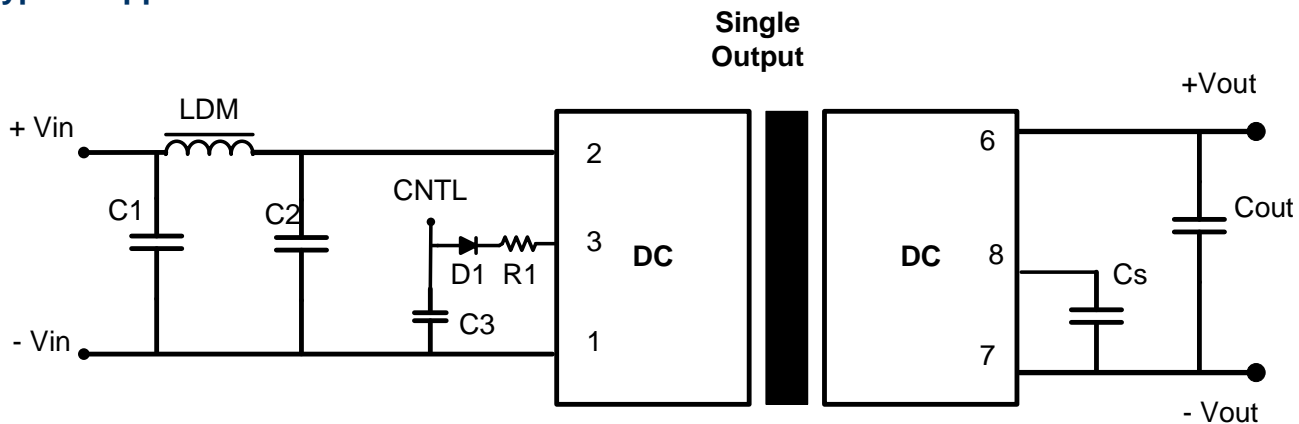 Single
Output
+Vout
LDM
+ Vin
2
6
CNTL
C1
C2
Cout
3
DC
DC
8
D1
R1
Cs
C3
- Vin
1
7
- Vout